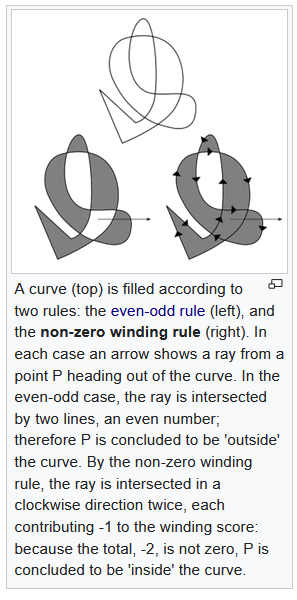 A curve (top) is filled according to
two rules: the even-odd rule (left), and
the non-zero winding rule (right). In
each case an arrow shows a ray from a
point P heading out of the curve. In the
even-odd case, the ray is intersected
by two lines, an even number;
therefore P is concluded to be 'outside'
the curve. By the non-zero winding
rule, the ray is intersected in a
clockwise direction twice, each
contributing -1 to the winding score:
because the total, -2, is not zero, P is
concluded to be 'inside' the curve.